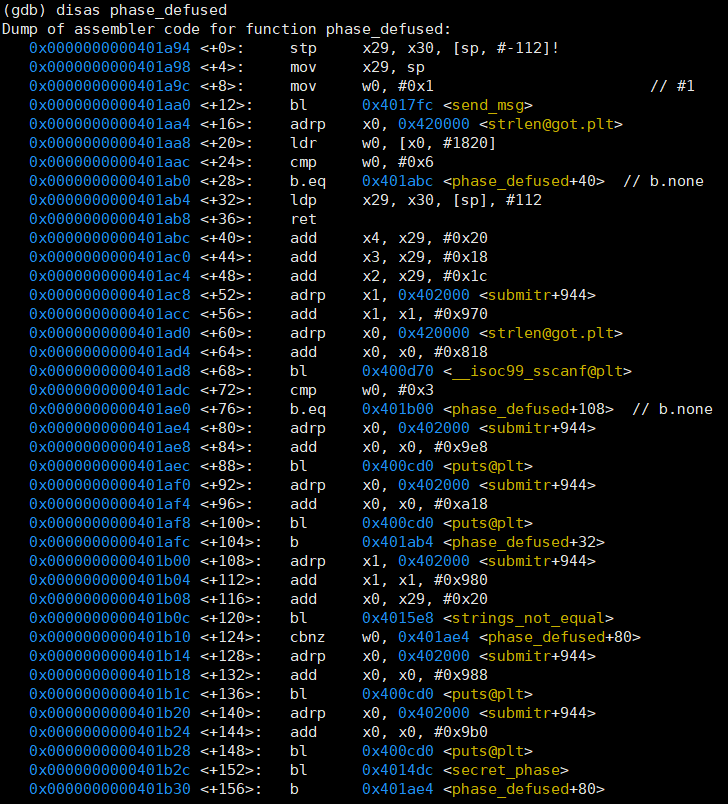 (gdb) disas phase_defused
Dump of assembler code for function phase_defused:
   0x0000000000401a94 <+0>:	stp	x29, x30, [sp, #-112]!
   0x0000000000401a98 <+4>:	mov	x29, sp
   0x0000000000401a9c <+8>:	mov	w0, #0x1                   	// #1
   0x0000000000401aa0 <+12>:	bl	0x4017fc <send_msg>
   0x0000000000401aa4 <+16>:	adrp	x0, 0x420000 <strlen@got.plt>
   0x0000000000401aa8 <+20>:	ldr	w0, [x0, #1820]
   0x0000000000401aac <+24>:	cmp	w0, #0x6
   0x0000000000401ab0 <+28>:	b.eq	0x401abc <phase_defused+40>  // b.none
   0x0000000000401ab4 <+32>:	ldp	x29, x30, [sp], #112
   0x0000000000401ab8 <+36>:	ret
   0x0000000000401abc <+40>:	add	x4, x29, #0x20
   0x0000000000401ac0 <+44>:	add	x3, x29, #0x18
   0x0000000000401ac4 <+48>:	add	x2, x29, #0x1c
   0x0000000000401ac8 <+52>:	adrp	x1, 0x402000 <submitr+944>
   0x0000000000401acc <+56>:	add	x1, x1, #0x970
   0x0000000000401ad0 <+60>:	adrp	x0, 0x420000 <strlen@got.plt>
   0x0000000000401ad4 <+64>:	add	x0, x0, #0x818
   0x0000000000401ad8 <+68>:	bl	0x400d70 <__isoc99_sscanf@plt>
   0x0000000000401adc <+72>:	cmp	w0, #0x3
   0x0000000000401ae0 <+76>:	b.eq	0x401b00 <phase_defused+108>  // b.none
   0x0000000000401ae4 <+80>:	adrp	x0, 0x402000 <submitr+944>
   0x0000000000401ae8 <+84>:	add	x0, x0, #0x9e8
   0x0000000000401aec <+88>:	bl	0x400cd0 <puts@plt>
   0x0000000000401af0 <+92>:	adrp	x0, 0x402000 <submitr+944>
   0x0000000000401af4 <+96>:	add	x0, x0, #0xa18
   0x0000000000401af8 <+100>:	bl	0x400cd0 <puts@plt>
   0x0000000000401afc <+104>:	b	0x401ab4 <phase_defused+32>
   0x0000000000401b00 <+108>:	adrp	x1, 0x402000 <submitr+944>
   0x0000000000401b04 <+112>:	add	x1, x1, #0x980
   0x0000000000401b08 <+116>:	add	x0, x29, #0x20
   0x0000000000401b0c <+120>:	bl	0x4015e8 <strings_not_equal>
   0x0000000000401b10 <+124>:	cbnz	w0, 0x401ae4 <phase_defused+80>
   0x0000000000401b14 <+128>:	adrp	x0, 0x402000 <submitr+944>
   0x0000000000401b18 <+132>:	add	x0, x0, #0x988
   0x0000000000401b1c <+136>:	bl	0x400cd0 <puts@plt>
   0x0000000000401b20 <+140>:	adrp	x0, 0x402000 <submitr+944>
   0x0000000000401b24 <+144>:	add	x0, x0, #0x9b0
   0x0000000000401b28 <+148>:	bl	0x400cd0 <puts@plt>
   0x0000000000401b2c <+152>:	bl	0x4014dc <secret_phase>
   0x0000000000401b30 <+156>:	b	0x401ae4 <phase_defused+80>